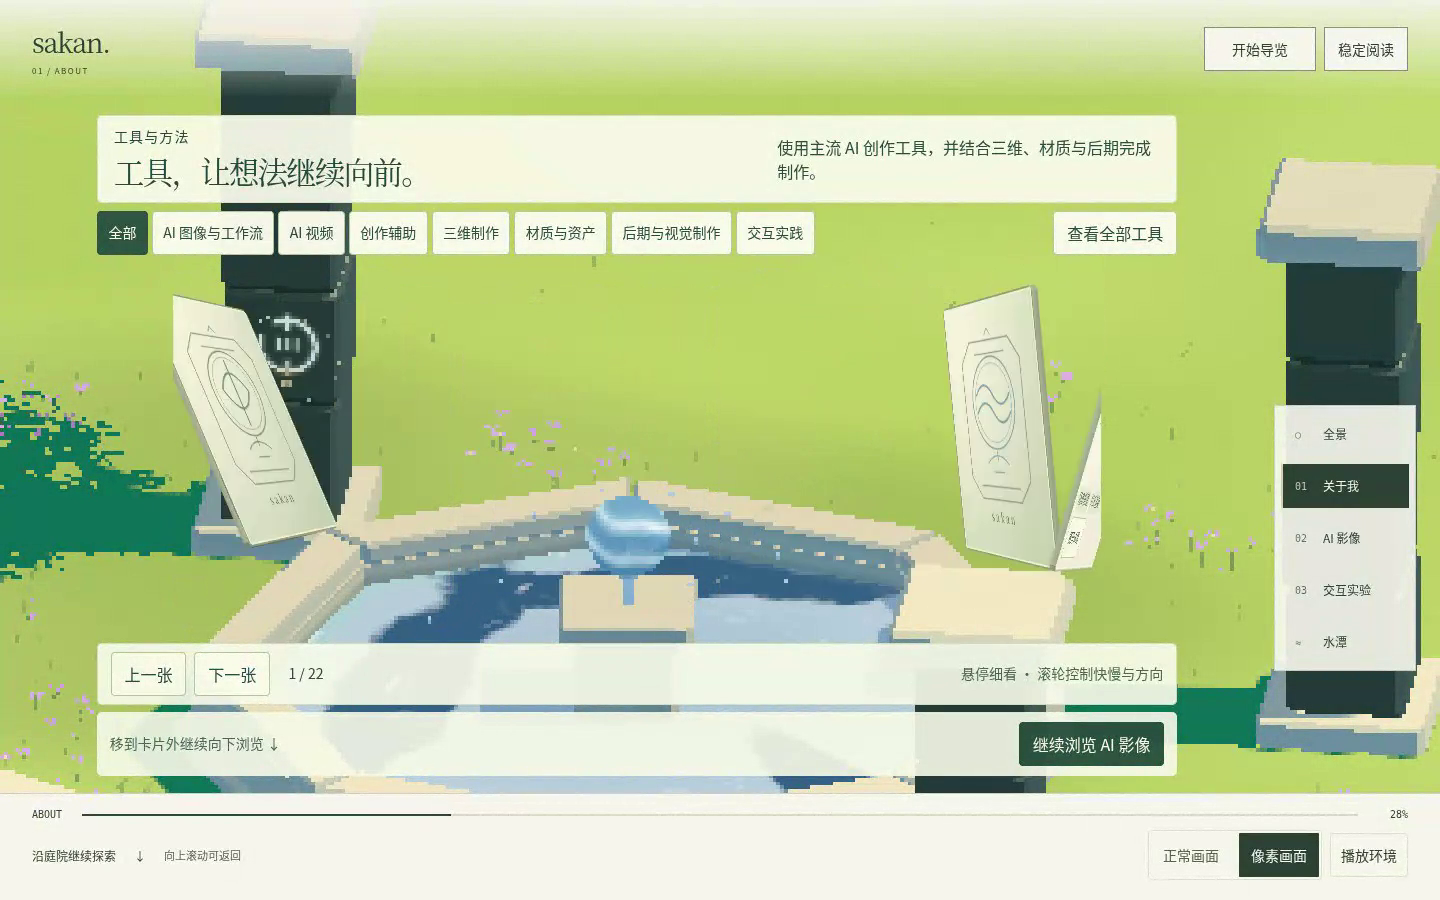 sakan.
01 / ABOUT
开始导览
稳定阅读
工具与方法
工具，让想法继续向前。
使用主流 AI 创作工具，并结合三维、材质与后期完成
制作。
全部
AI 图像与工作流
AI 视频
创作辅助
三维制作
材质与资产
后期与视觉制作
交互实践
查看全部工具
sakan
sakan
全景
01 关于我
02 AI 影像
03 交互实验
≈ 水潭
上一张
下一张
1 / 22
悬停细看 · 滚轮控制快慢与方向
移到卡片外继续向下浏览 ↓
继续浏览 AI 影像
ABOUT
28%
沿庭院继续探索 ↓ 向上滚动可返回
正常画面
像素画面
播放环境